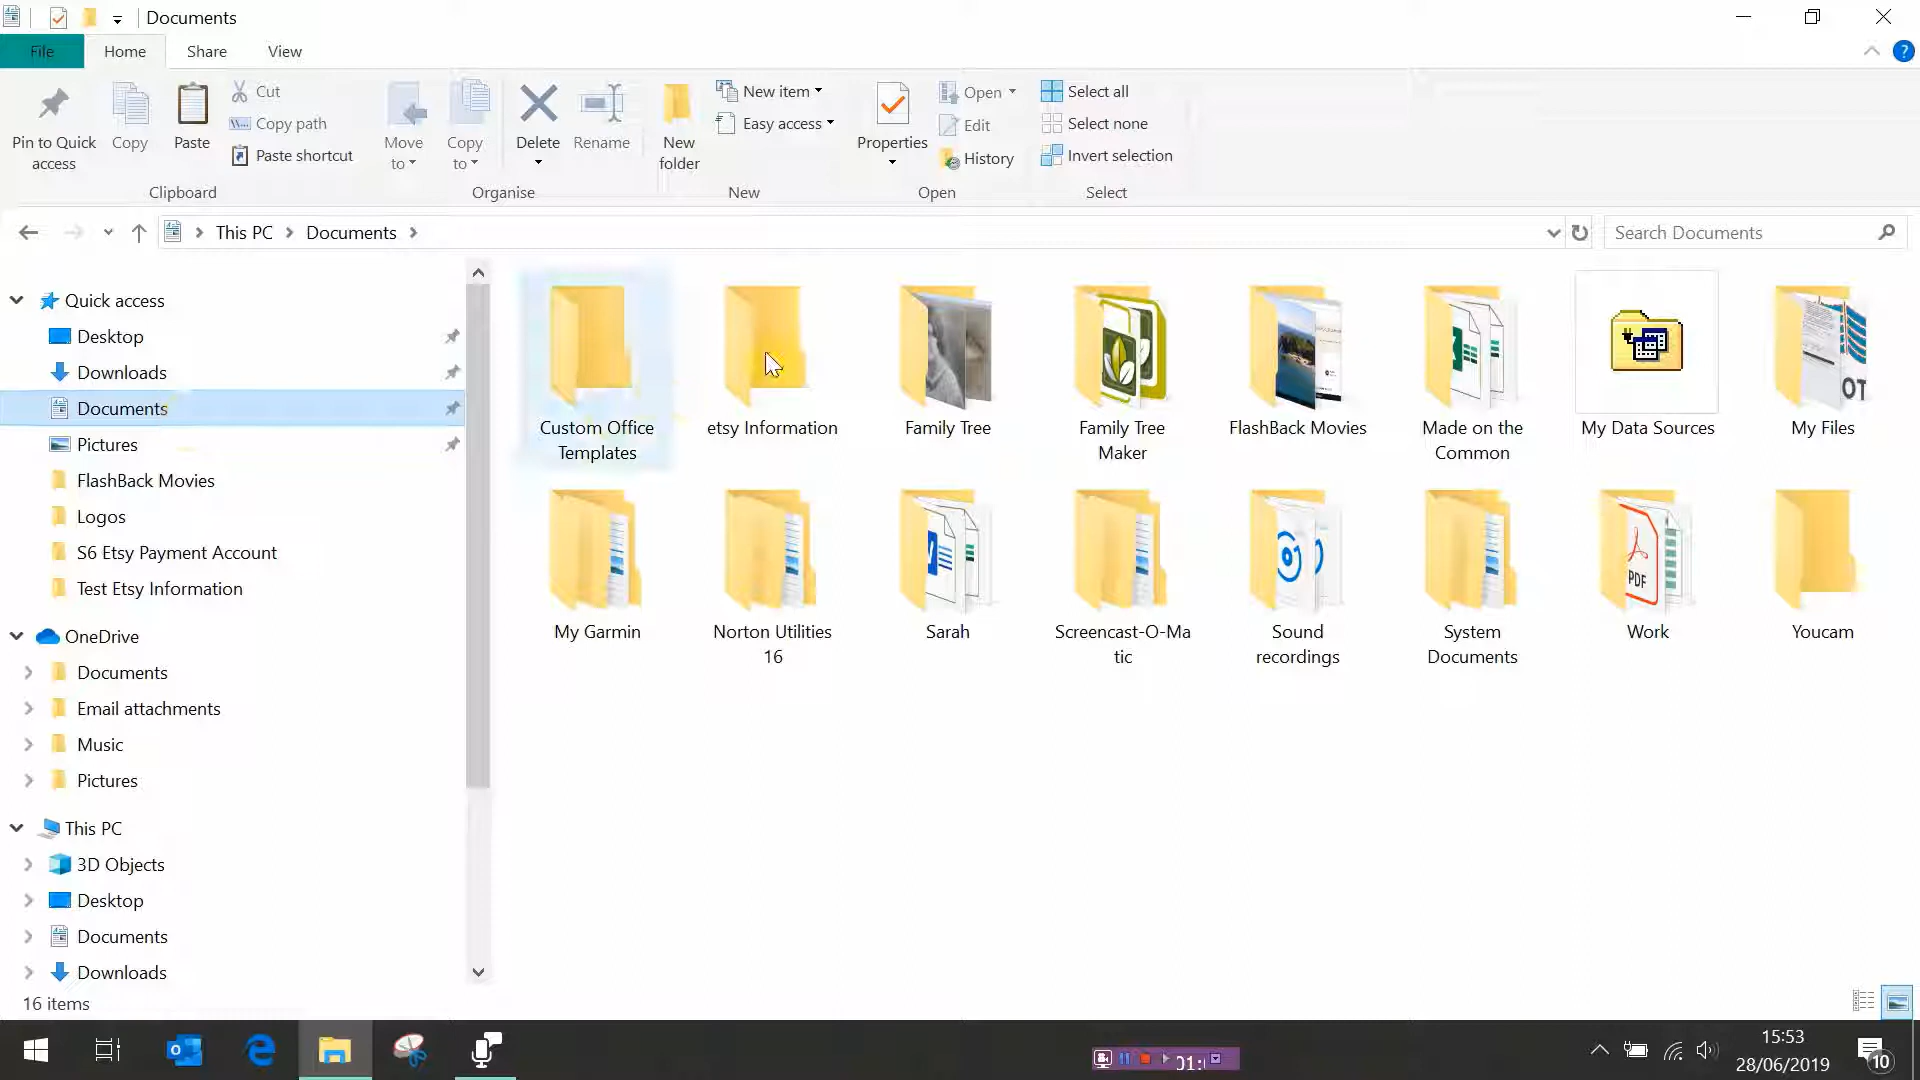 Documents
File Home Share View
Pin to Quick access
Copy
Paste
Cut
Copy path
Paste shortcut
Clipboard
Move to
Copy to
Delete
Rename
Organise
New folder
New item
Easy access
New
Properties
Open
Edit
History
Open
Select all
Select none
Invert selection
Select
This PC Documents
Search Documents
Quick access
Desktop
Downloads
Documents
Pictures
FlashBack Movies
Logos
S6 Etsy Payment Account
Test Etsy Information
OneDrive
Documents
Email attachments
Music
Pictures
This PC
3D Objects
Desktop
Documents
Downloads
Custom Office
Templates
etsy Information
Family Tree
Family Tree
Maker
FlashBack Movies
Made on the
Common
My Data Sources
OT
My Files
My Garmin
Norton Utilities
16
Sarah
Screencast-O-Ma
tic
Sound
recordings
System
Documents
PDF
Work
Youcam
16 items
15:53
28/06/2019
10